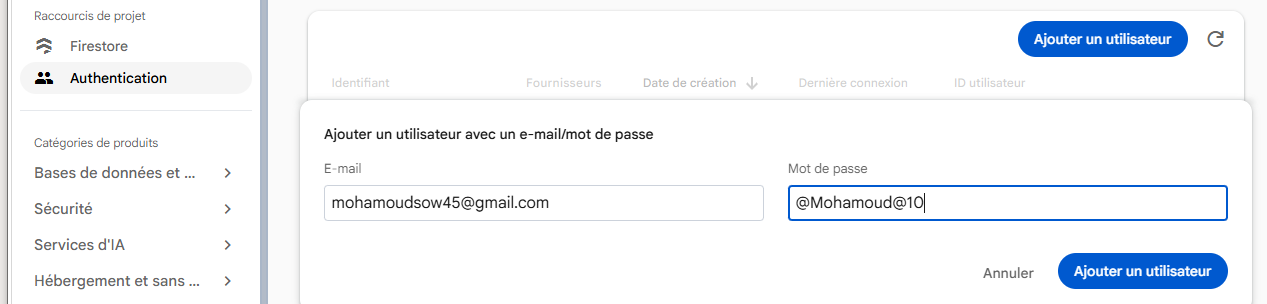 Raccourcis de projet
Firestore
Authentication
Catégories de produits
Bases de données et ...
Sécurité
Services d'IA
Hébergement et sans ...
Ajouter un utilisateur
Identifiant Fournisseurs Date de création Dernière connexion ID utilisateur
Ajouter un utilisateur avec un e-mail/mot de passe
E-mail Mot de passe
mohamoudsow45@gmail.com @Mohamoud@10
Annuler Ajouter un utilisateur